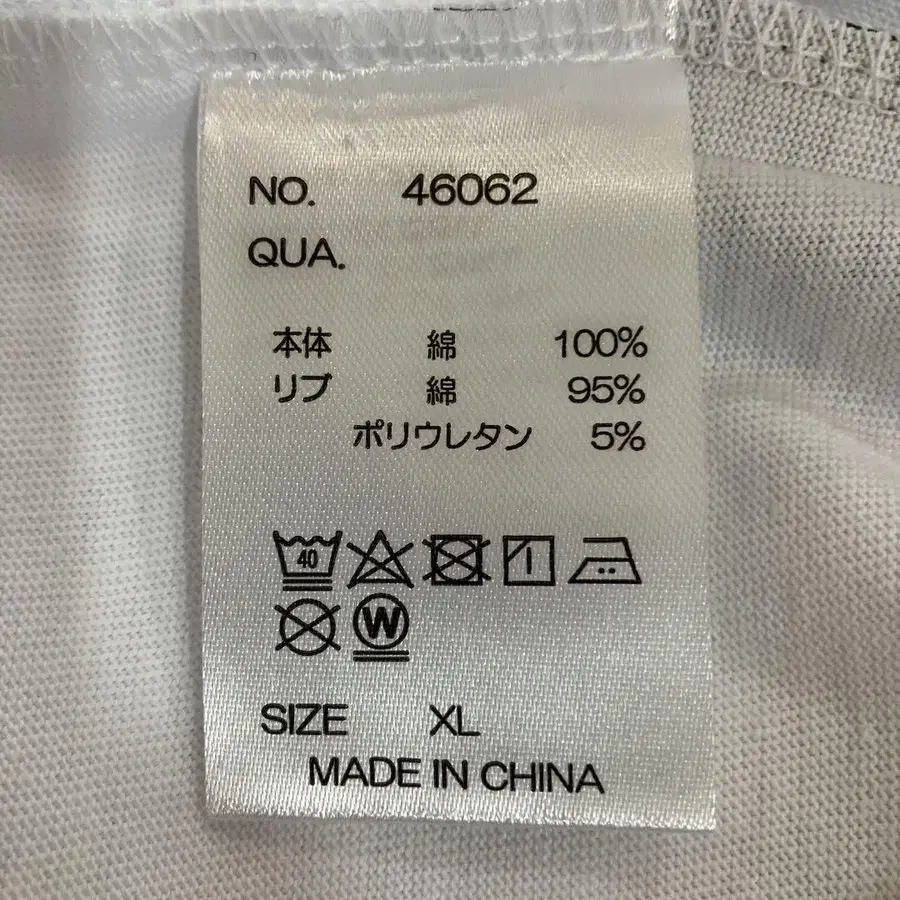 NO. 46062
QUA.
本体 綿 100%
リブ 綿 95%
ポリウレタン 5%
40
W
SIZE XL
MADE IN CHINA